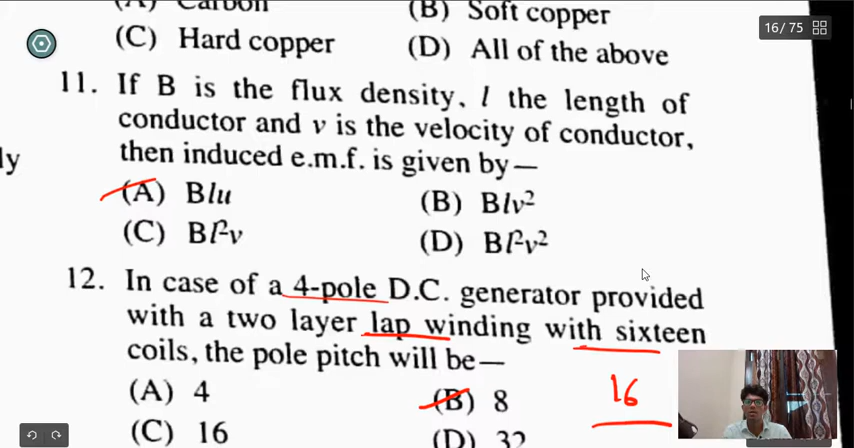 (A) Carbon
(B) Soft copper
(C) Hard copper
(D) All of the above
16/75
11. If B is the flux density, l the length of
conductor and v is the velocity of conductor,
then induced e.m.f. is given by—
(A) Blu
(B) Blv²
(C) Bl²v
(D) Bl²v²
ly
12. In case of a 4-pole D.C. generator provided
with a two layer lap winding with sixteen
coils, the pole pitch will be—
(A) 4
(B) 8
(C) 16
(D) 32
16